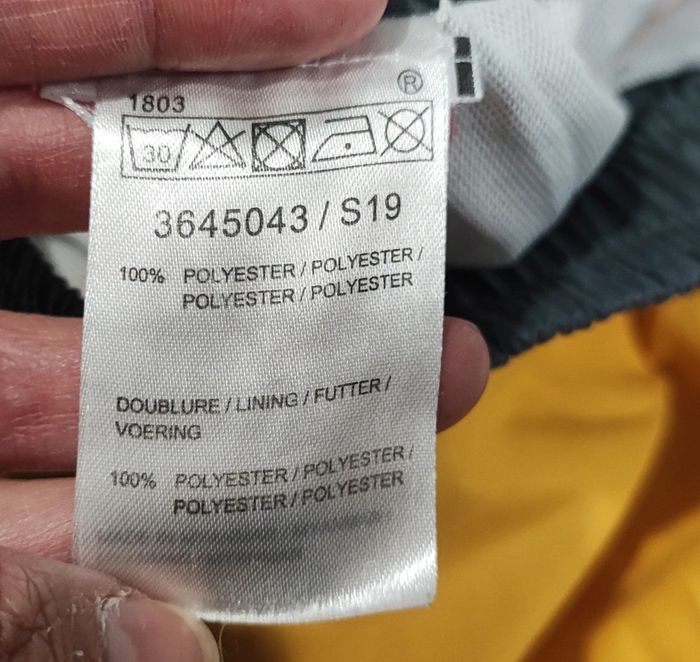 ®
1803
30
3645043 / S19
100% POLYESTER / POLYESTER /
POLYESTER / POLYESTER
DOUBLURE / LINING / FUTTER /
VOERING
100% POLYESTER / POLYESTER /
POLYESTER / POLYESTER